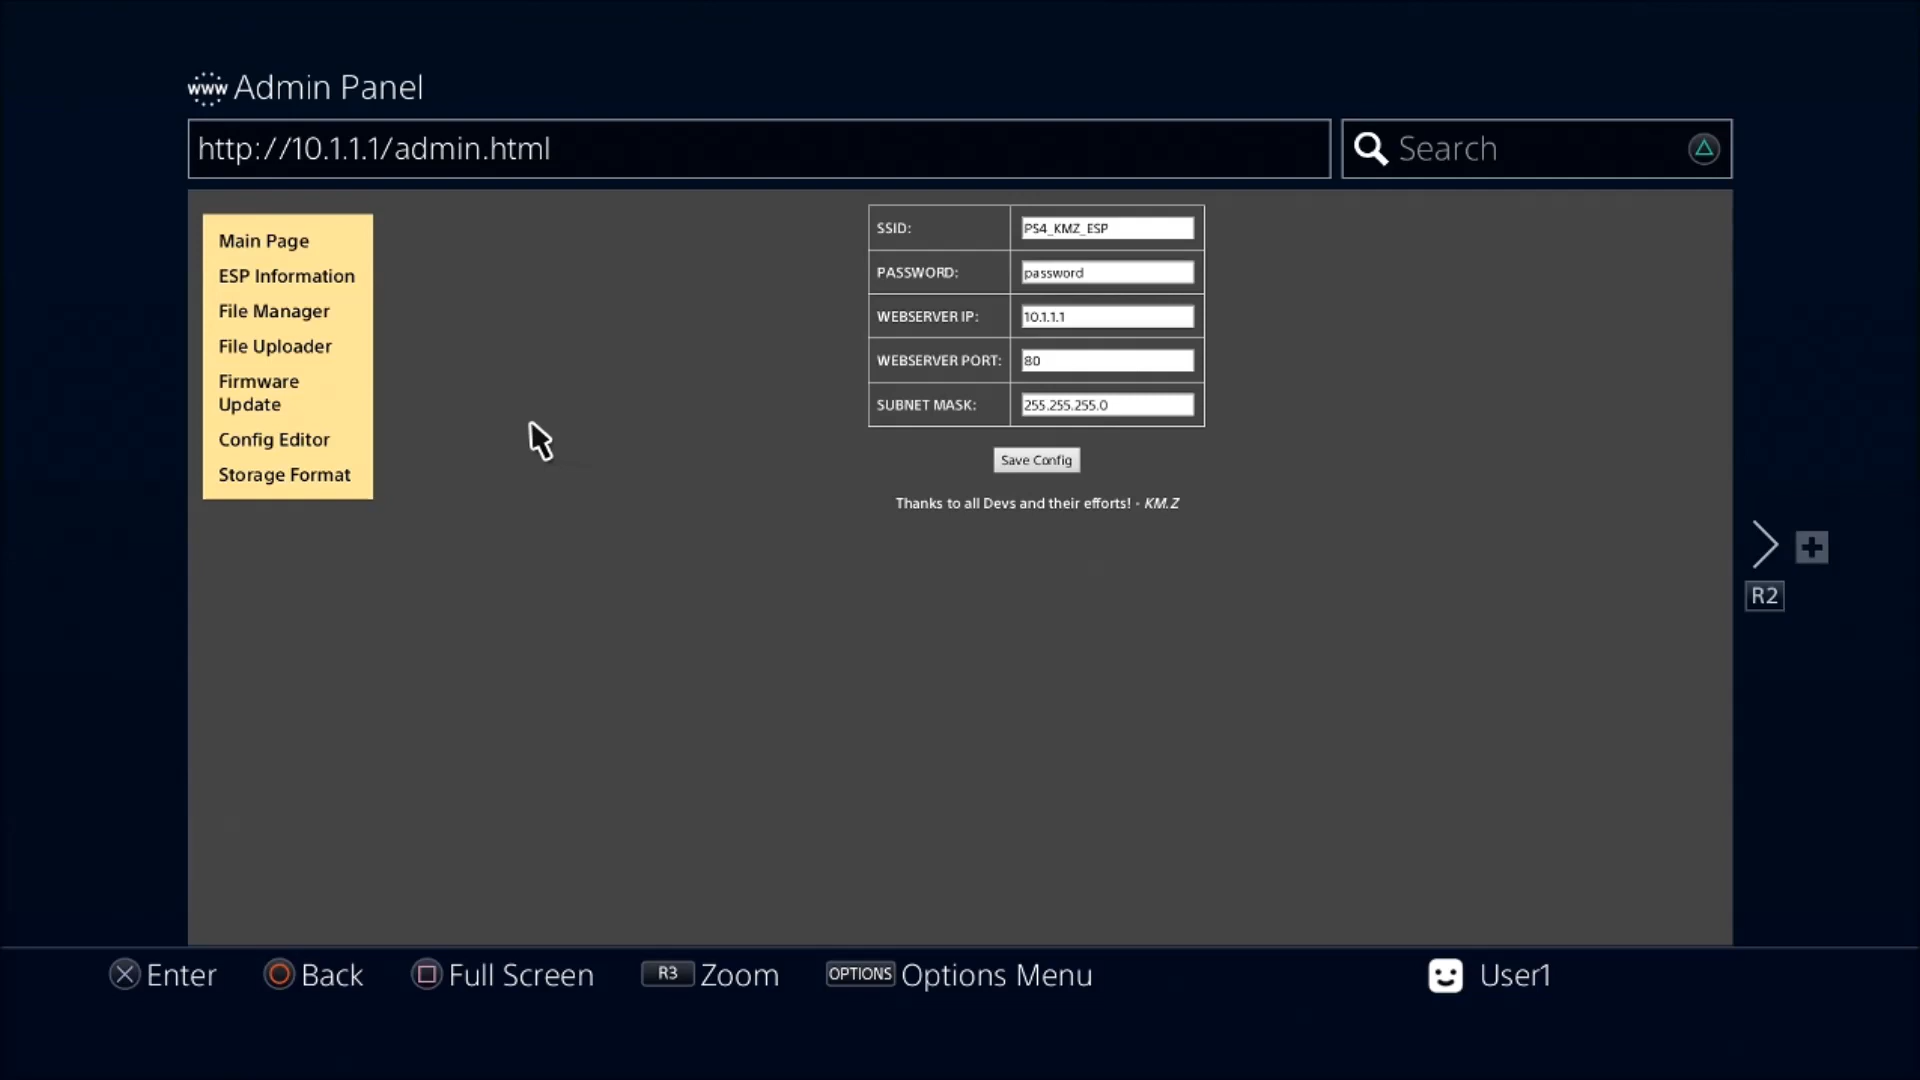 www Admin Panel
http://10.1.1.1/admin.html
Search
Main Page
ESP Information
File Manager
File Uploader
Firmware
Update
Config Editor
Storage Format
SSID: PS4_KMZ_ESP
PASSWORD: password
WEBSERVER IP: 10.1.1.1
WEBSERVER PORT: 80
SUBNET MASK: 255.255.255.0
Save Config
Thanks to all Devs and their efforts! - KM.Z
R2
Enter Back Full Screen R3 Zoom OPTIONS Options Menu User1